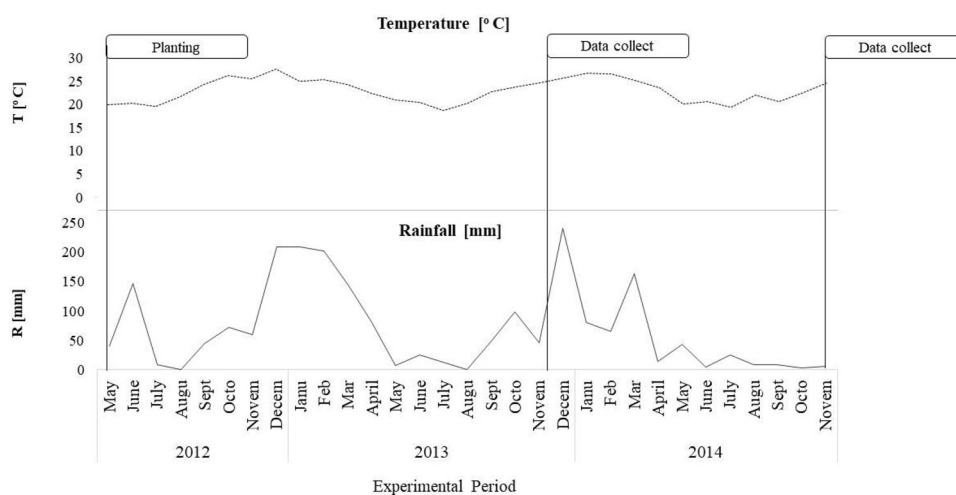 Temperature [º C]
Planting
Data collect
Data collect
T [ºC]
30
25
20
15
10
5
0
Rainfall [mm]
R [mm]
250
200
150
100
50
0
May
June
July
Augu
Sept
Octo
Novem
Decem
Janu
Feb
Mar
April
May
June
July
Augu
Sept
Octo
Nov
Decem
Janu
Feb
Mar
April
May
June
July
Augu
Sept
Octo
Novem
2012
2013
2014
Experimental Period